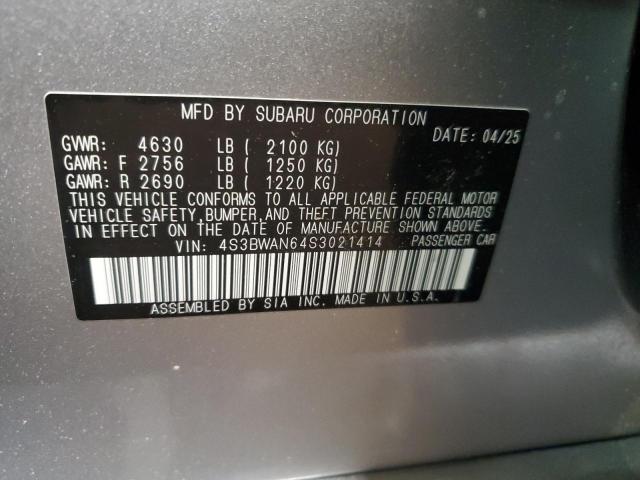 MFD BY SUBARU CORPORATION
DATE: 04/25
GVWR: 4630 LB ( 2100 KG)
GAWR: F 2756 LB ( 1250 KG)
GAWR: R 2690 LB ( 1220 KG)
THIS VEHICLE CONFORMS TO ALL APPLICABLE FEDERAL MOTOR
VEHICLE SAFETY, BUMPER, AND THEFT PREVENTION STANDARDS
IN EFFECT ON THE DATE OF MANUFACTURE SHOWN ABOVE.
VIN: 4S3BWAN64S3021414 PASSENGER CAR
ASSEMBLED BY SIA INC. MADE IN U.S.A.